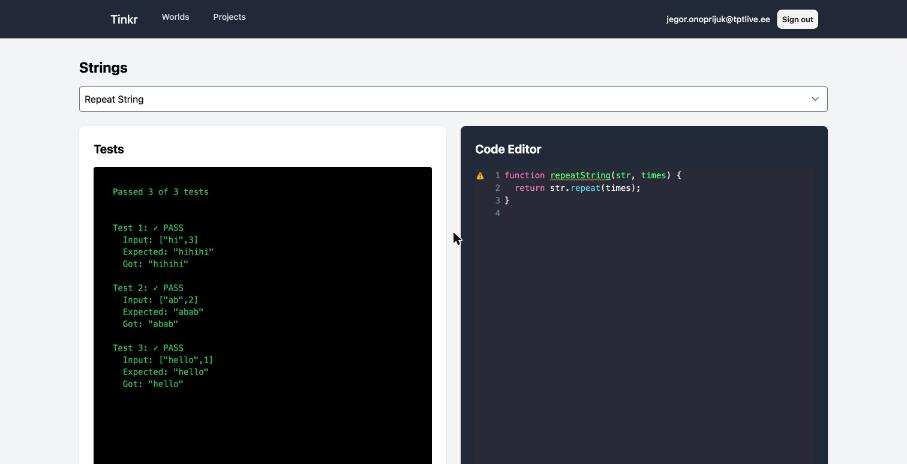 Tinkr Worlds Projects jegor.onoprijuk@tptlive.ee Sign out
Strings
Repeat String
Tests
Passed 3 of 3 tests
Test 1: ✓ PASS
Input: ["hi",3]
Expected: "hihihi"
Got: "hihihi"
Test 2: ✓ PASS
Input: ["ab",2]
Expected: "abab"
Got: "abab"
Test 3: ✓ PASS
Input: ["hello",1]
Expected: "hello"
Got: "hello"
Code Editor
1 function repeatString(str, times) {
2 return str.repeat(times);
3 }
4